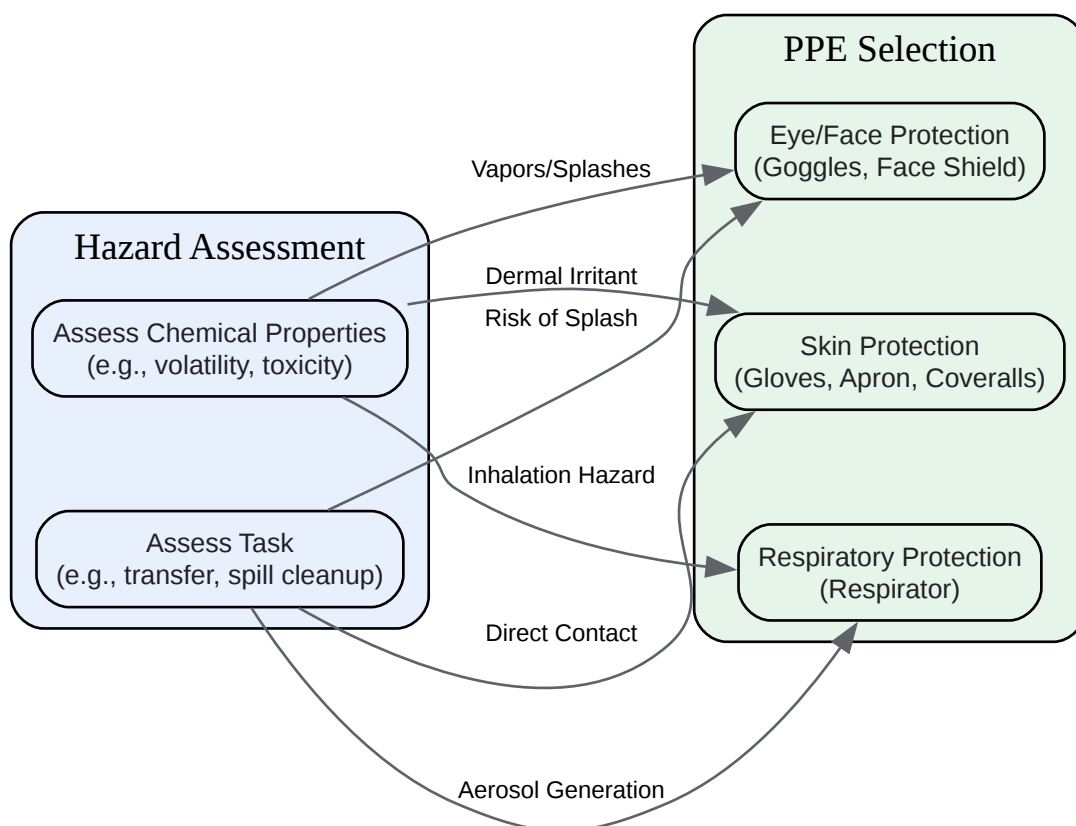 PPE Selection
Eye/Face Protection
(Goggles, Face Shield)
Vapors/Splashes
Hazard Assessment
Dermal Irritant
Risk of Splash
Assess Chemical Properties
(e.g., volatility, toxicity)
Skin Protection
(Gloves, Apron, Coveralls)
Inhalation Hazard
Assess Task
(e.g., transfer, spill cleanup)
Respiratory Protection
(Respirator)
Direct Contact
Aerosol Generation